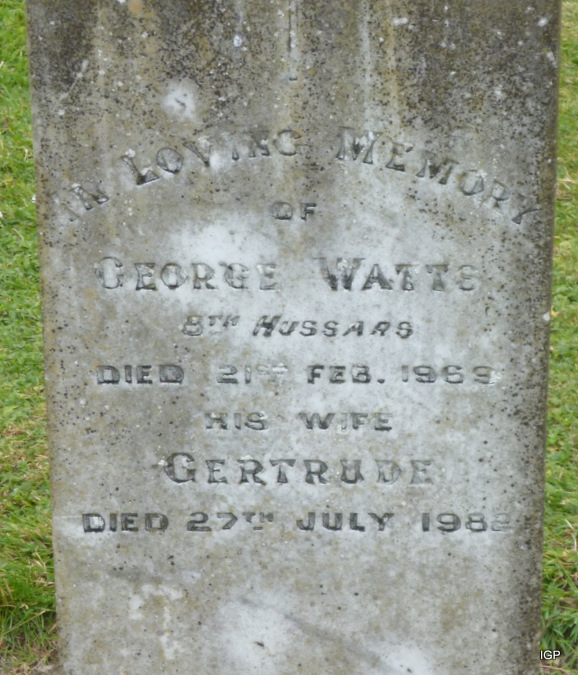 IN LOVING MEMORY
OF
GEORGE WATTS
8TH HUSSARS
DIED 21ST FEB. 1969
HIS WIFE
GERTRUDE
DIED 27TH JULY 1982
IGP